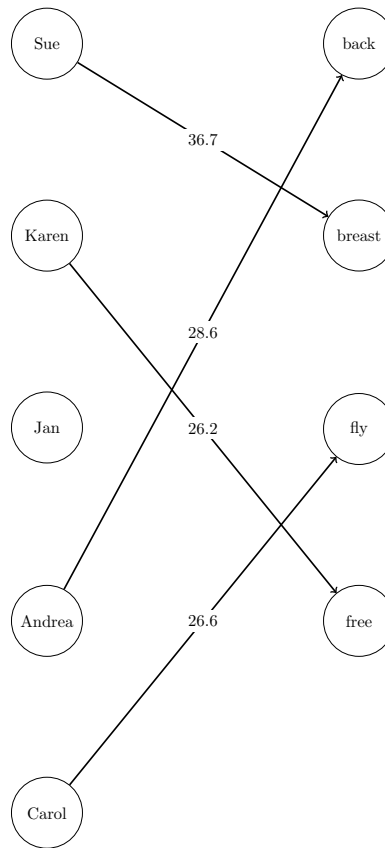 Sue
back
36.7
Karen
breast
28.6
Jan
26.2
fly
Andrea
26.6
free
Carol